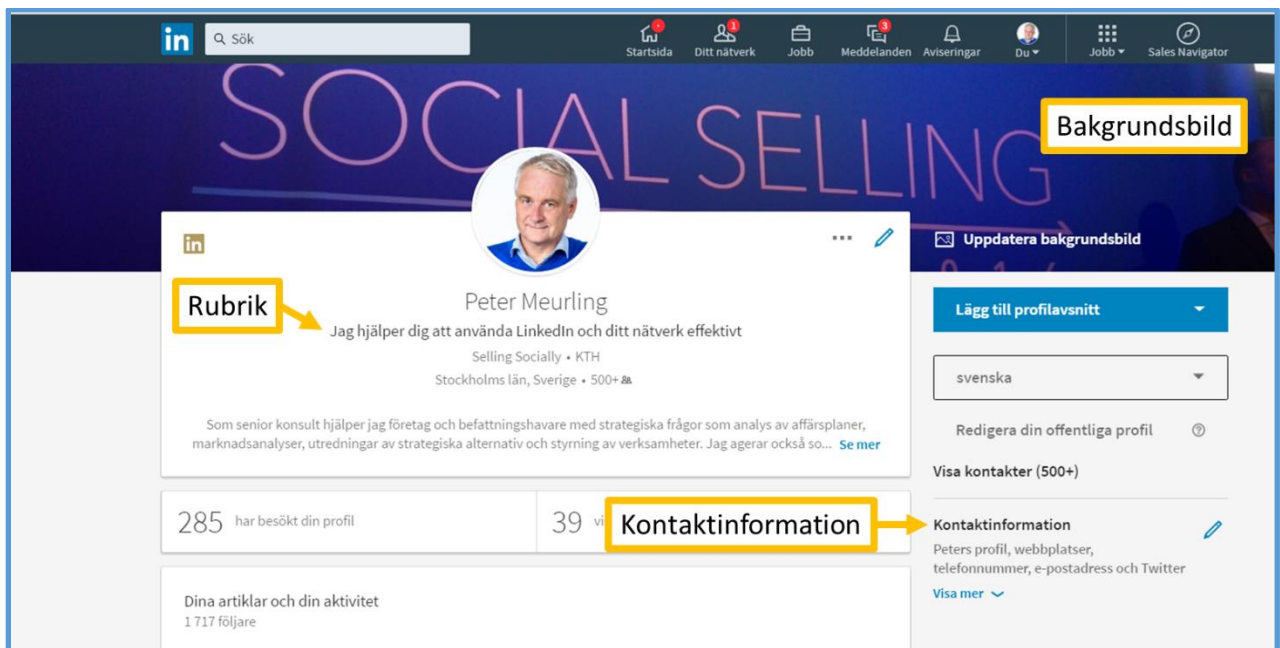 in
Sök
Startsida
1
Ditt nätverk
Jobb
3
Meddelanden
Aviseringar
Du
Jobb
Sales Navigator
SOCIAL SELLING
Bakgrundsbild
in
Uppdatera bakgrundsbild
Rubrik
Peter Meurling
Jag hjälper dig att använda LinkedIn och ditt nätverk effektivt
Selling Socially • KTH
Stockholms län, Sverige • 500+
Som senior konsult hjälper jag företag och befattningshavare med strategiska frågor som analys av affärsplaner,
marknadsanalyser, utredningar av strategiska alternativ och styrning av verksamheter. Jag agerar också so... Se mer
Lägg till profilavsnitt
svenska
Redigera din offentliga profil
Visa kontakter (500+)
285 har besökt din profil
39
Kontaktinformation
Kontaktinformation
Peters profil, webbplatser,
telefonnummer, e-postadress och Twitter
Visa mer
Dina artiklar och din aktivitet
1 717 följare